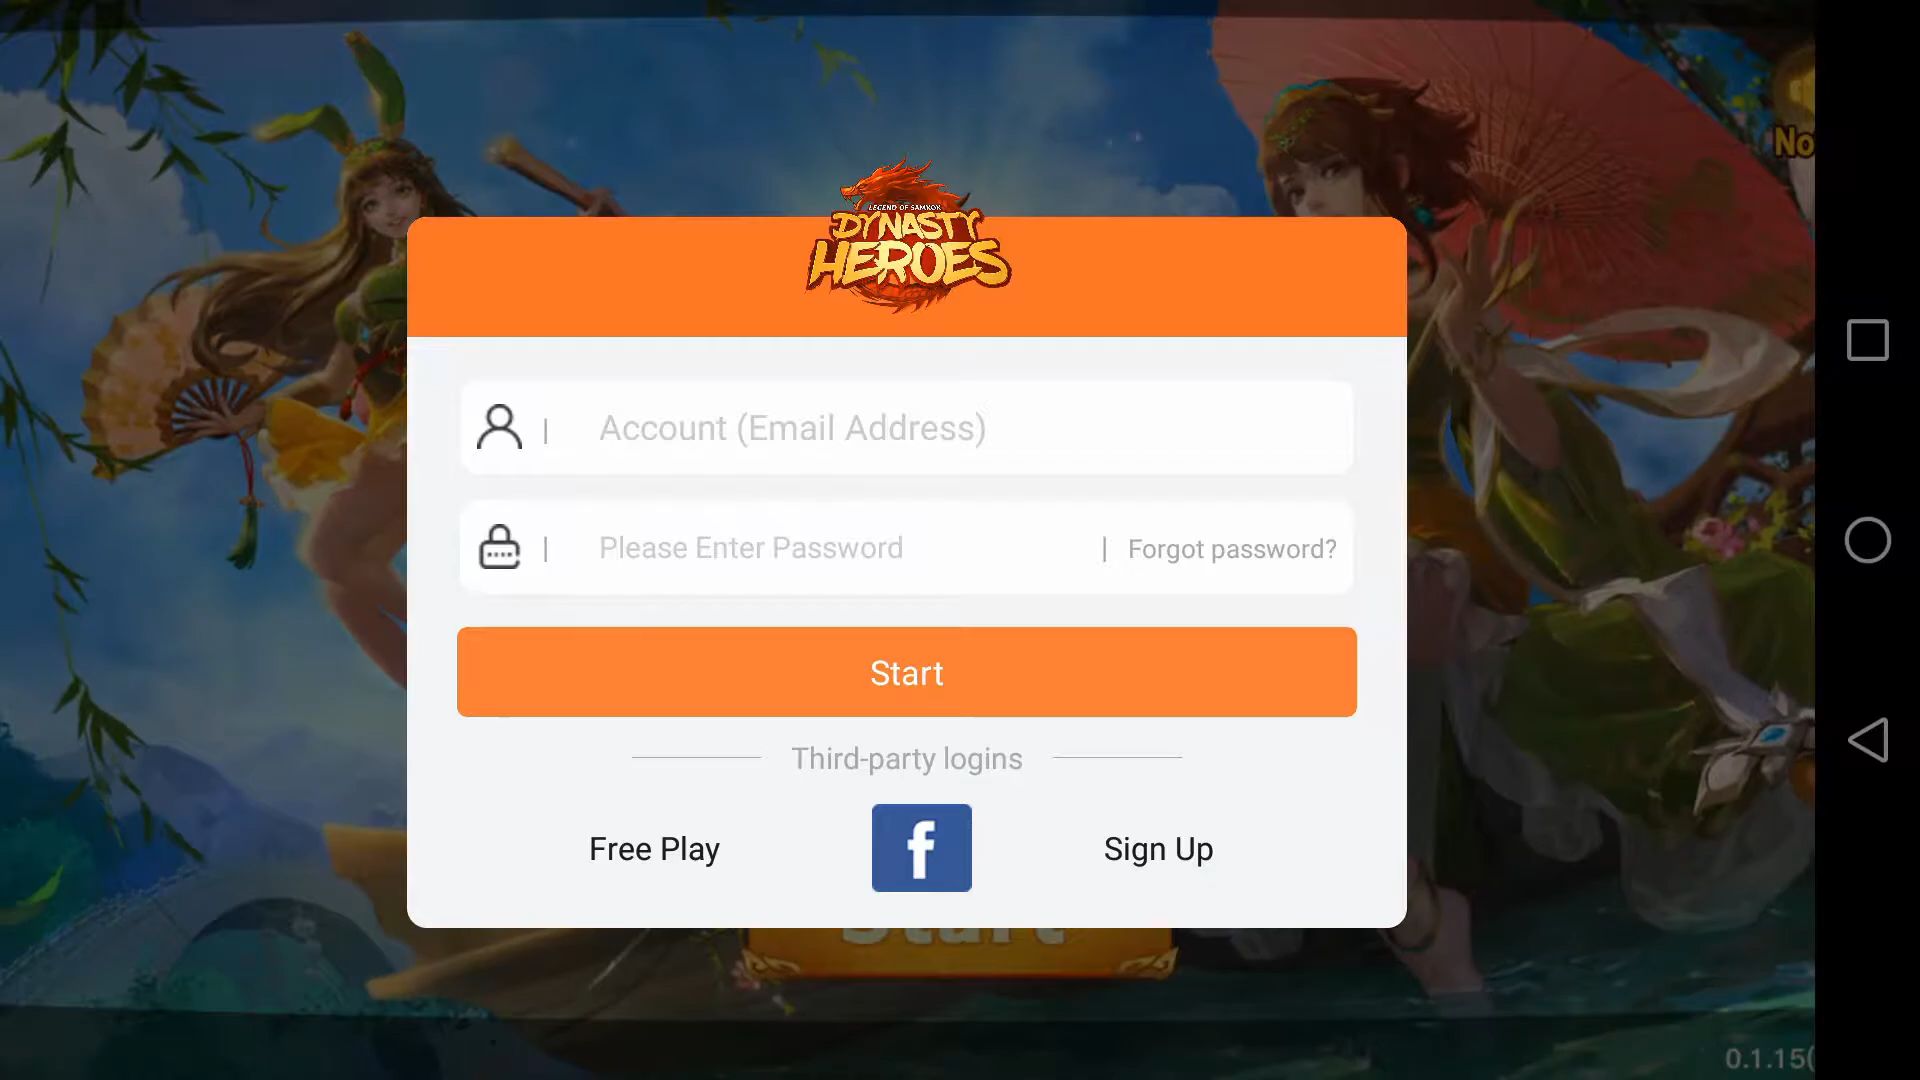 No
LEGEND OF SAMKOK
DYNASTY
HEROES
| Account (Email Address)
| Please Enter Password | Forgot password?
Start
Third-party logins
Free Play f Sign Up
Start
0.1.15(